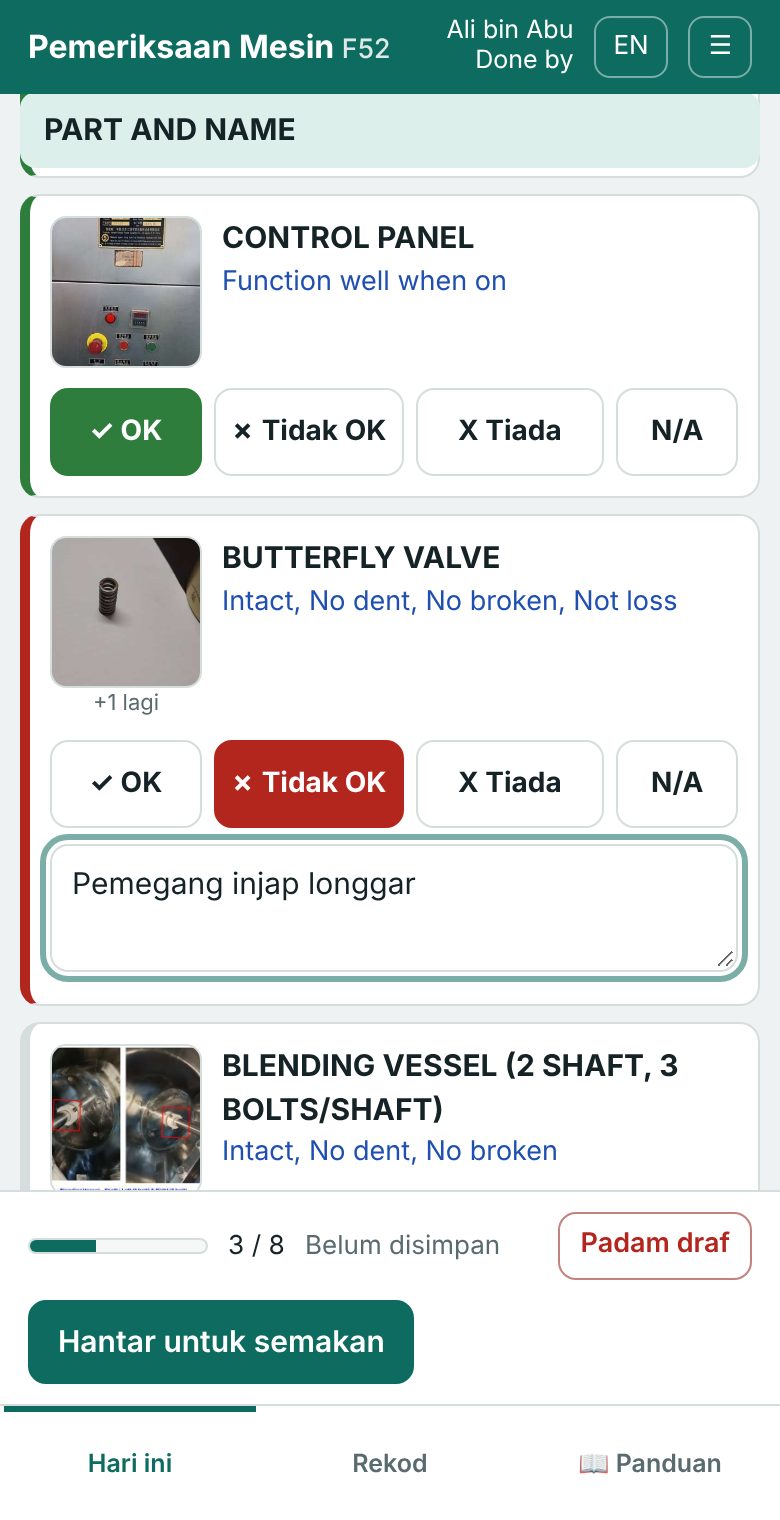 Pemeriksaan Mesin F52
Ali bin Abu
Done by
EN
☰
PART AND NAME
CONTROL PANEL
Function well when on
✓ OK
× Tidak OK
X Tiada
N/A
BUTTERFLY VALVE
Intact, No dent, No broken, Not loss
+1 lagi
✓ OK
× Tidak OK
X Tiada
N/A
Pemegang injap longgar
BLENDING VESSEL (2 SHAFT, 3
BOLTS/SHAFT)
Intact, No dent, No broken
3 / 8
Belum disimpan
Padam draf
Hantar untuk semakan
Hari ini
Rekod
📖 Panduan